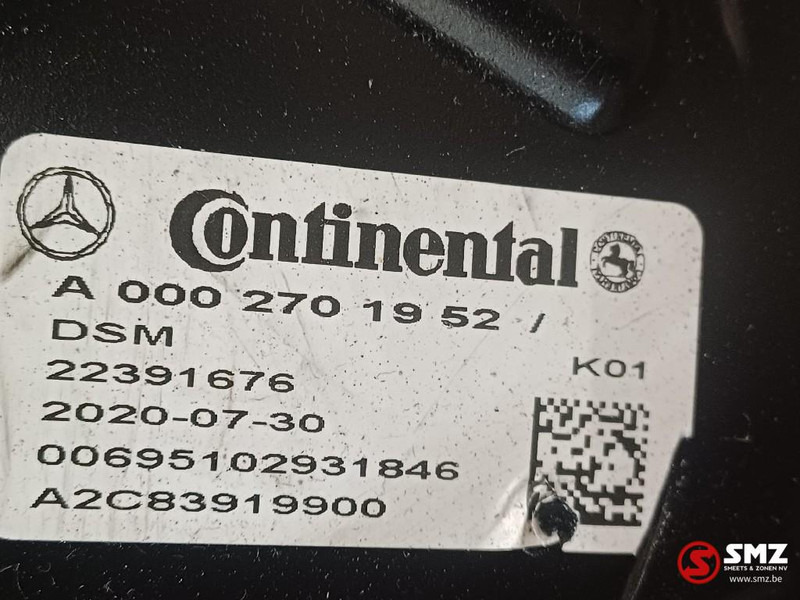 Continental
A 000 270 19 52 /
DSM
K01
22391676
2020-07-30
00695102931846
A2C83919900
SMZ
SMEETS & ZONEN NV
www.smz.be